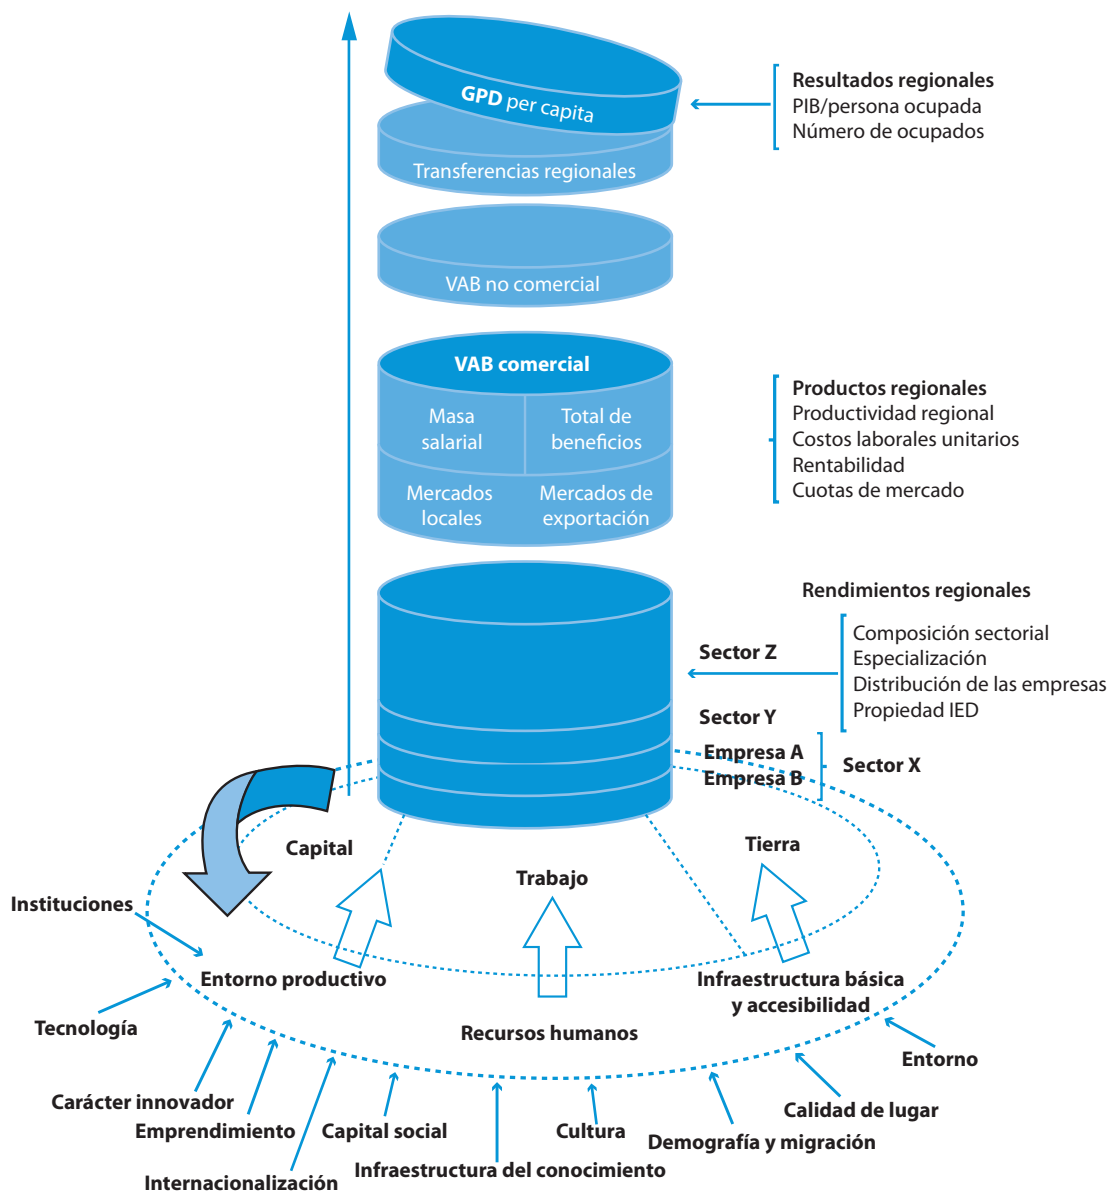 GPD per capita
Resultados regionales
PIB/persona ocupada
Número de ocupados
Transferencias regionales
VAB no comercial
VAB comercial
Masa
salarial
Total de
beneficios
Mercados
locales
Mercados de
exportación
Productos regionales
Productividad regional
Costos laborales unitarios
Rentabilidad
Cuotas de mercado
Rendimientos regionales
Composición sectorial
Especialización
Distribución de las empresas
Propiedad IED
Sector Z
Sector Y
Empresa A
Empresa B
Sector X
Capital
Trabajo
Tierra
Instituciones
Entorno productivo
Recursos humanos
Infraestructura básica
y accesibilidad
Tecnología
Carácter innovador
Emprendimiento
Internacionalización
Capital social
Infraestructura del conocimiento
Cultura
Demografía y migración
Calidad de lugar
Entorno